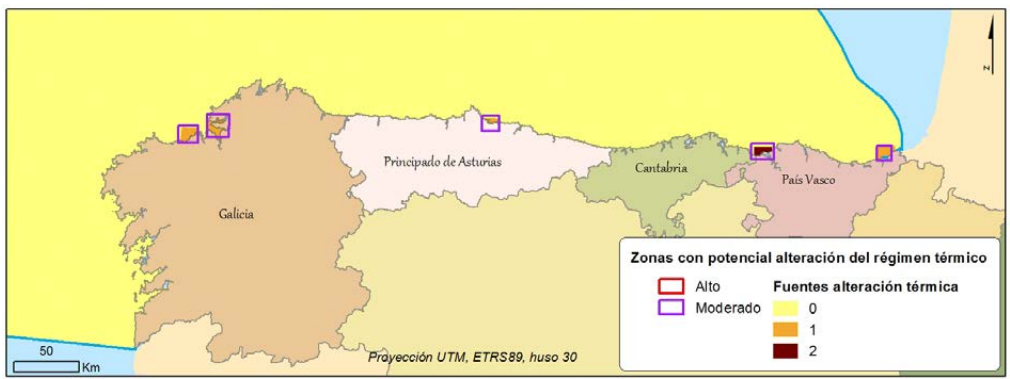 N
Principado de Asturias
Cantabria
País Vasco
Galicia
Zonas con potencial alteración del régimen térmico
Alto
Moderado
Fuentes alteración térmica
0
1
2
50
Km
Proyección UTM, ETRS89, huso 30